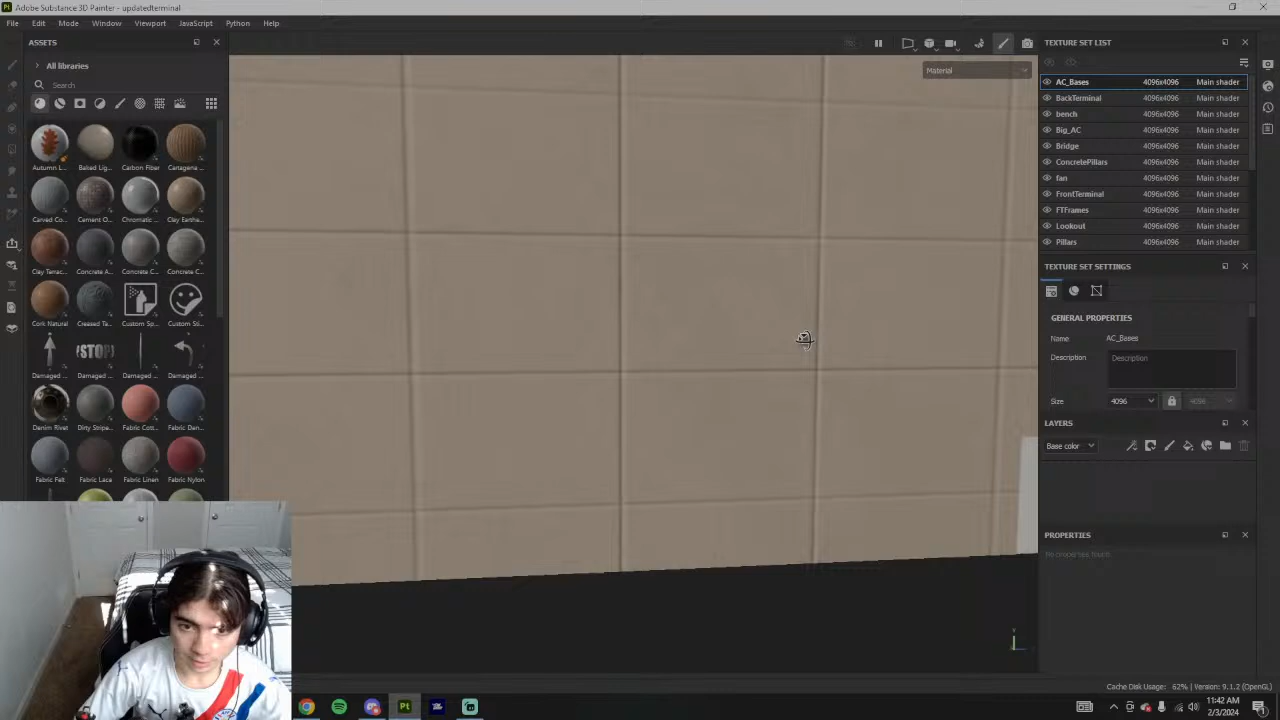 Adobe Substance 3D Painter - updatedterminal
File Edit Mode Window Viewport JavaScript Python Help
ASSETS
All libraries
Search
Autumn L... Baked Lig... Carbon Fiber Cartagena ...
Carved Co... Cement O... Chromatic ... Clay Earthe...
Clay Terrac... Concrete A... Concrete C... Concrete C...
Cork Natural Creased Ta... Custom Sp... Custom Sti...
STOP
Damaged ... Damaged ... Damaged ... Damaged ...
Denim Rivet Dirty Stripe... Fabric Cott... Fabric Den...
Fabric Felt Fabric Lace Fabric Linen Fabric Nylon
Material
Y
TEXTURE SET LIST
AC_Bases 4096x4096 Main shader
BackTerminal 4096x4096 Main shader
bench 4096x4096 Main shader
Big_AC 4096x4096 Main shader
Bridge 4096x4096 Main shader
ConcretePillars 4096x4096 Main shader
fan 4096x4096 Main shader
FrontTerminal 4096x4096 Main shader
FTFrames 4096x4096 Main shader
Lookout 4096x4096 Main shader
Pillars 4096x4096 Main shader
TEXTURE SET SETTINGS
GENERAL PROPERTIES
Name AC_Bases
Description Description
Size 4096 4096
LAYERS
Base color
PROPERTIES
No properties found
Cache Disk Usage: 62% | Version: 9.1.2 (OpenGL)
Pt
11:42 AM
2/3/2024